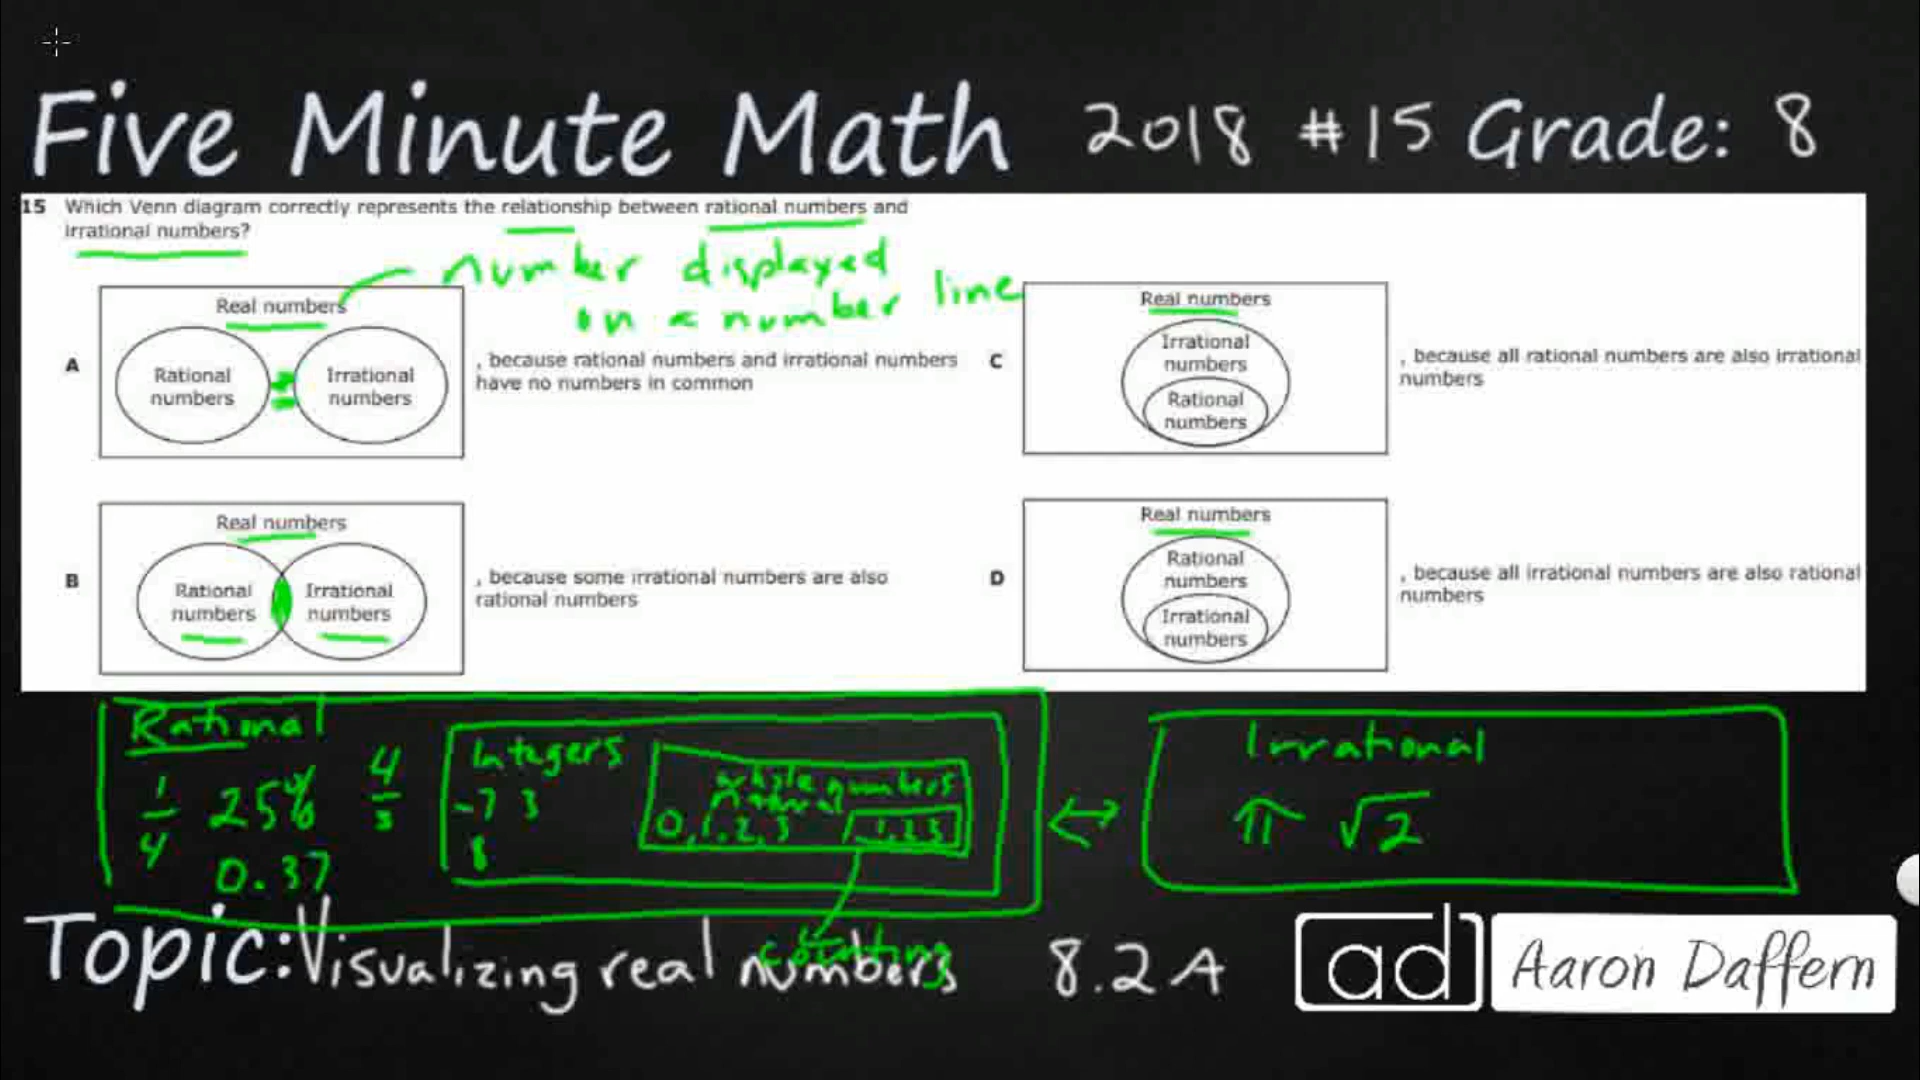 Five Minute Math 2018 #15 Grade: 8
15 Which Venn diagram correctly represents the relationship between rational numbers and
irrational numbers?
number displayed
on a number line
A
Real numbers
Rational
numbers
Irrational
numbers
, because rational numbers and irrational numbers
have no numbers in common
B
Real numbers
Rational
numbers
Irrational
numbers
, because some irrational numbers are also
rational numbers
C
Real numbers
Irrational
numbers
Rational
numbers
, because all rational numbers are also irrational
numbers
D
Real numbers
Rational
numbers
Irrational
numbers
, because all irrational numbers are also rational
numbers
Rational
1/4 25% 4/3
0.37
Integers
-7 3
8
whole numbers
natural
0, 1, 2, 3
1, 2 3
counting
Irrational
π √2
Topic: Visualizing real numbers 8.2A
ad Aaron Daffern